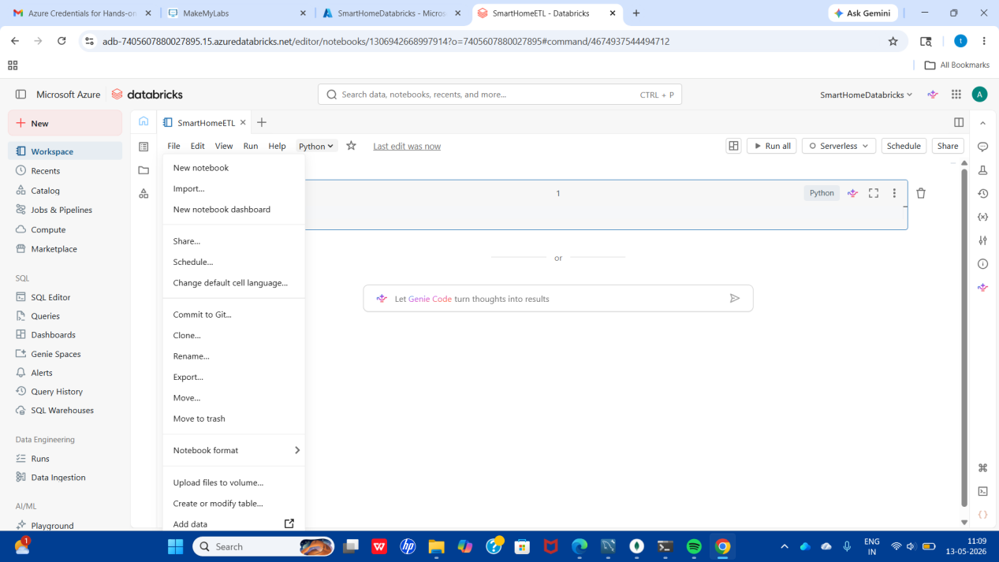 Azure Credentials for Hands-on
MakeMyLabs
SmartHomeDatabricks - Micros
SmartHomeETL - Databricks
Ask Gemini
adb-7405607880027895.15.azuredatabricks.net/editor/notebooks/1306942668997914?o=7405607880027895#command/4674937544494712
t
All Bookmarks
Microsoft Azure
databricks
Search data, notebooks, recents, and more...
CTRL + P
SmartHomeDatabricks
A
New
SmartHomeETL
File
Edit
View
Run
Help
Python
Last edit was now
Run all
Serverless
Schedule
Share
Workspace
Recents
Catalog
Jobs & Pipelines
Compute
Marketplace
SQL
SQL Editor
Queries
Dashboards
Genie Spaces
Alerts
Query History
SQL Warehouses
Data Engineering
Runs
Data Ingestion
AI/ML
Playground
New notebook
Import...
New notebook dashboard
Share...
Schedule...
Change default cell language...
Commit to Git...
Clone...
Rename...
Export...
Move...
Move to trash
Notebook format
Upload files to volume...
Create or modify table...
Add data
1
Python
or
Let Genie Code turn thoughts into results
1
Search
ENG
IN
11:09
13-05-2026